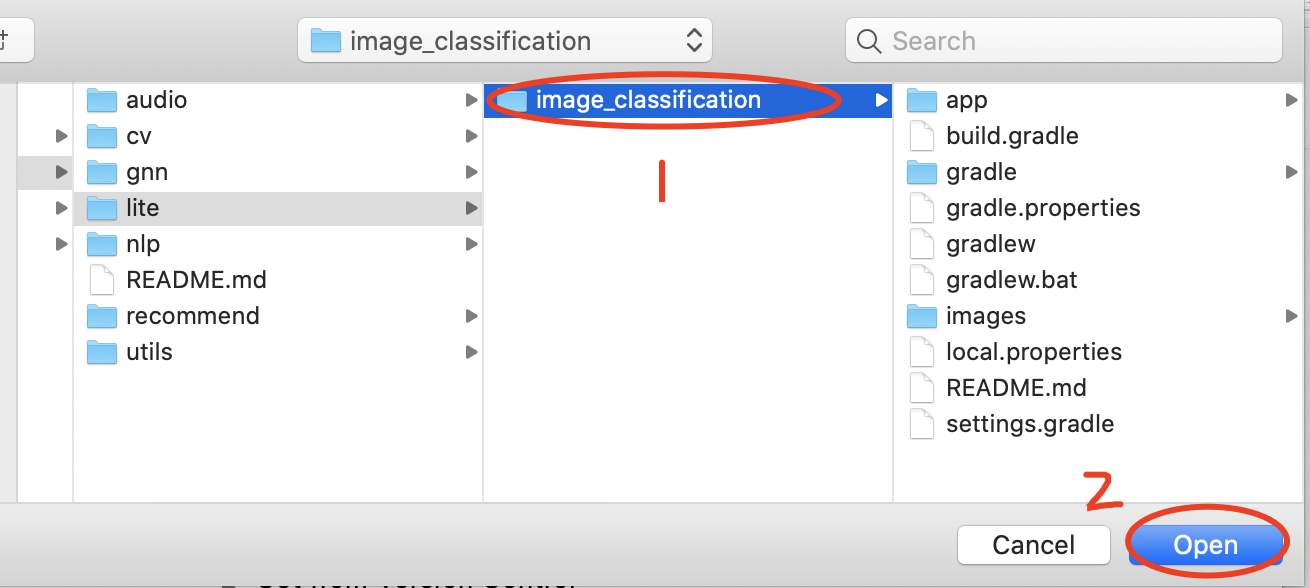 image_classification
Search
audio
cv
gnn
lite
nlp
README.md
recommend
utils
image_classification
1
app
build.gradle
gradle
gradle.properties
gradlew
gradlew.bat
images
local.properties
README.md
settings.gradle
2
Cancel
Open